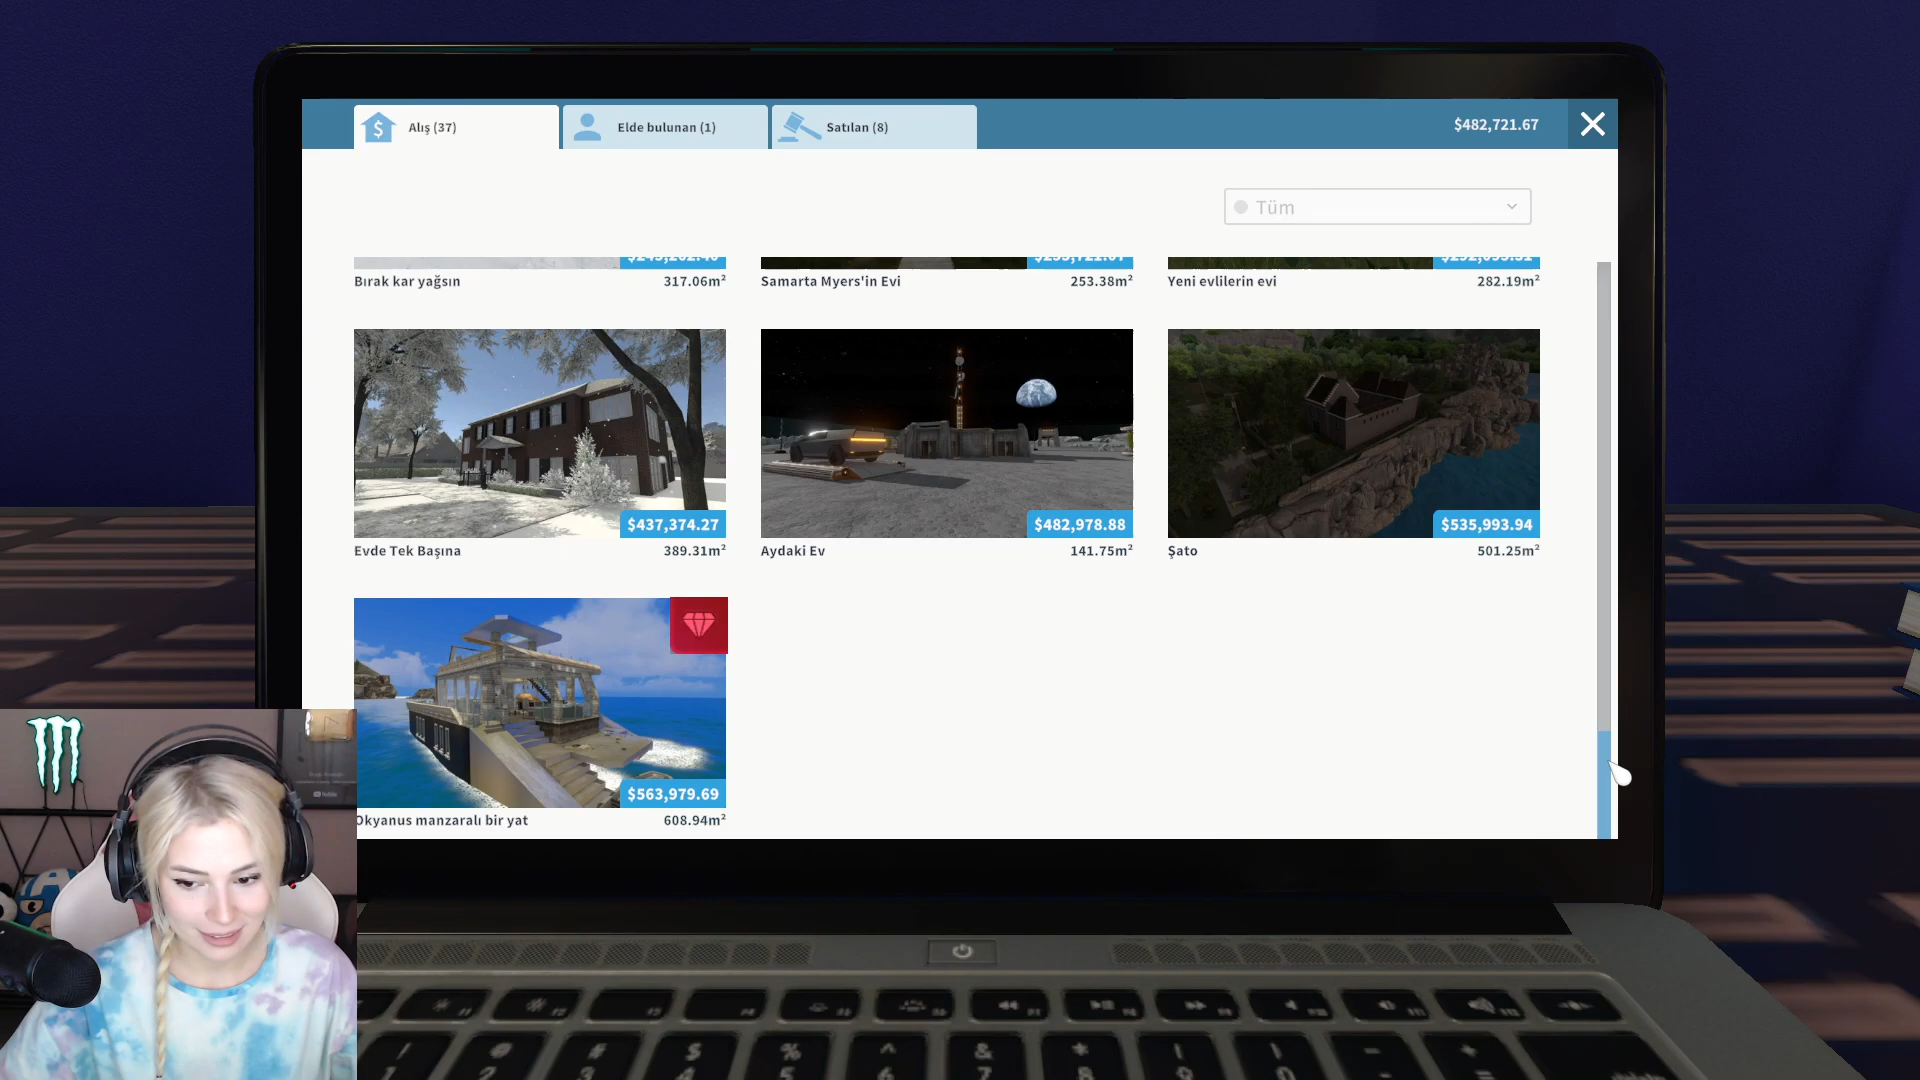 Alış (37)
Elde bulunan (1)
Satılan (8)
$482,721.67
Tüm
Bırak kar yağsın
317.06m²
Samarta Myers'in Evi
253.38m²
Yeni evlilerin evi
282.19m²
$437,374.27
Evde Tek Başına
389.31m²
$482,978.88
Aydaki Ev
141.75m²
$535,993.94
Şato
501.25m²
$563,979.69
Okyanus manzaralı bir yat
608.94m²